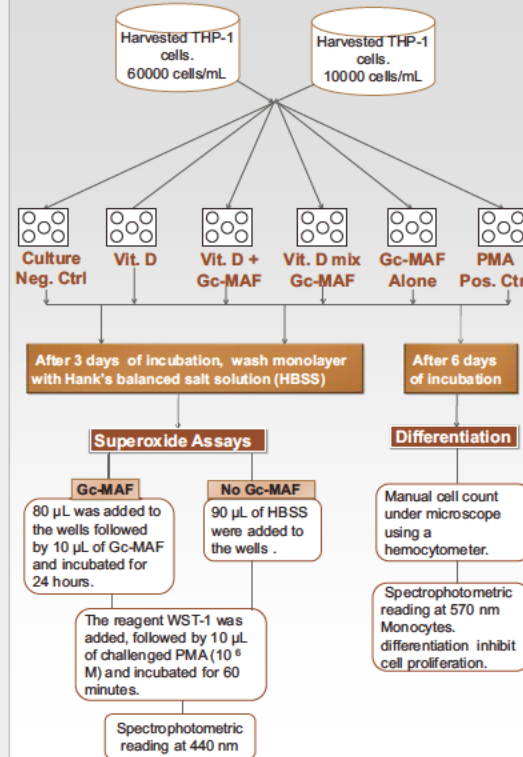 Harvested THP-1
cells.
60000 cells/mL
Harvested THP-1
cells.
10000 cells/mL
Culture
Neg. Ctrl
Vit. D
Vit. D +
Gc-MAF
Vit. D mix
Gc-MAF
Gc-MAF
Alone
PMA
Pos. Ctr
After 3 days of incubation, wash monolayer
with Hank's balanced salt solution (HBSS)
After 6 days
of incubation
Superoxide Assays
Differentiation
Gc-MAF
80 µL was added to
the wells followed
by 10 µL of Gc-MAF
and incubated for
24 hours.
No Gc-MAF
90 µL of HBSS
were added to
the wells .
Manual cell count
under microscope
using a
hemocytometer.
The reagent WST-1 was
added, followed by 10 µL
of challenged PMA (10 ⁶
M) and incubated for 60
minutes.
Spectrophotometric
reading at 570 nm
Monocytes.
differentiation inhibit
cell proliferation.
Spectrophotometric
reading at 440 nm